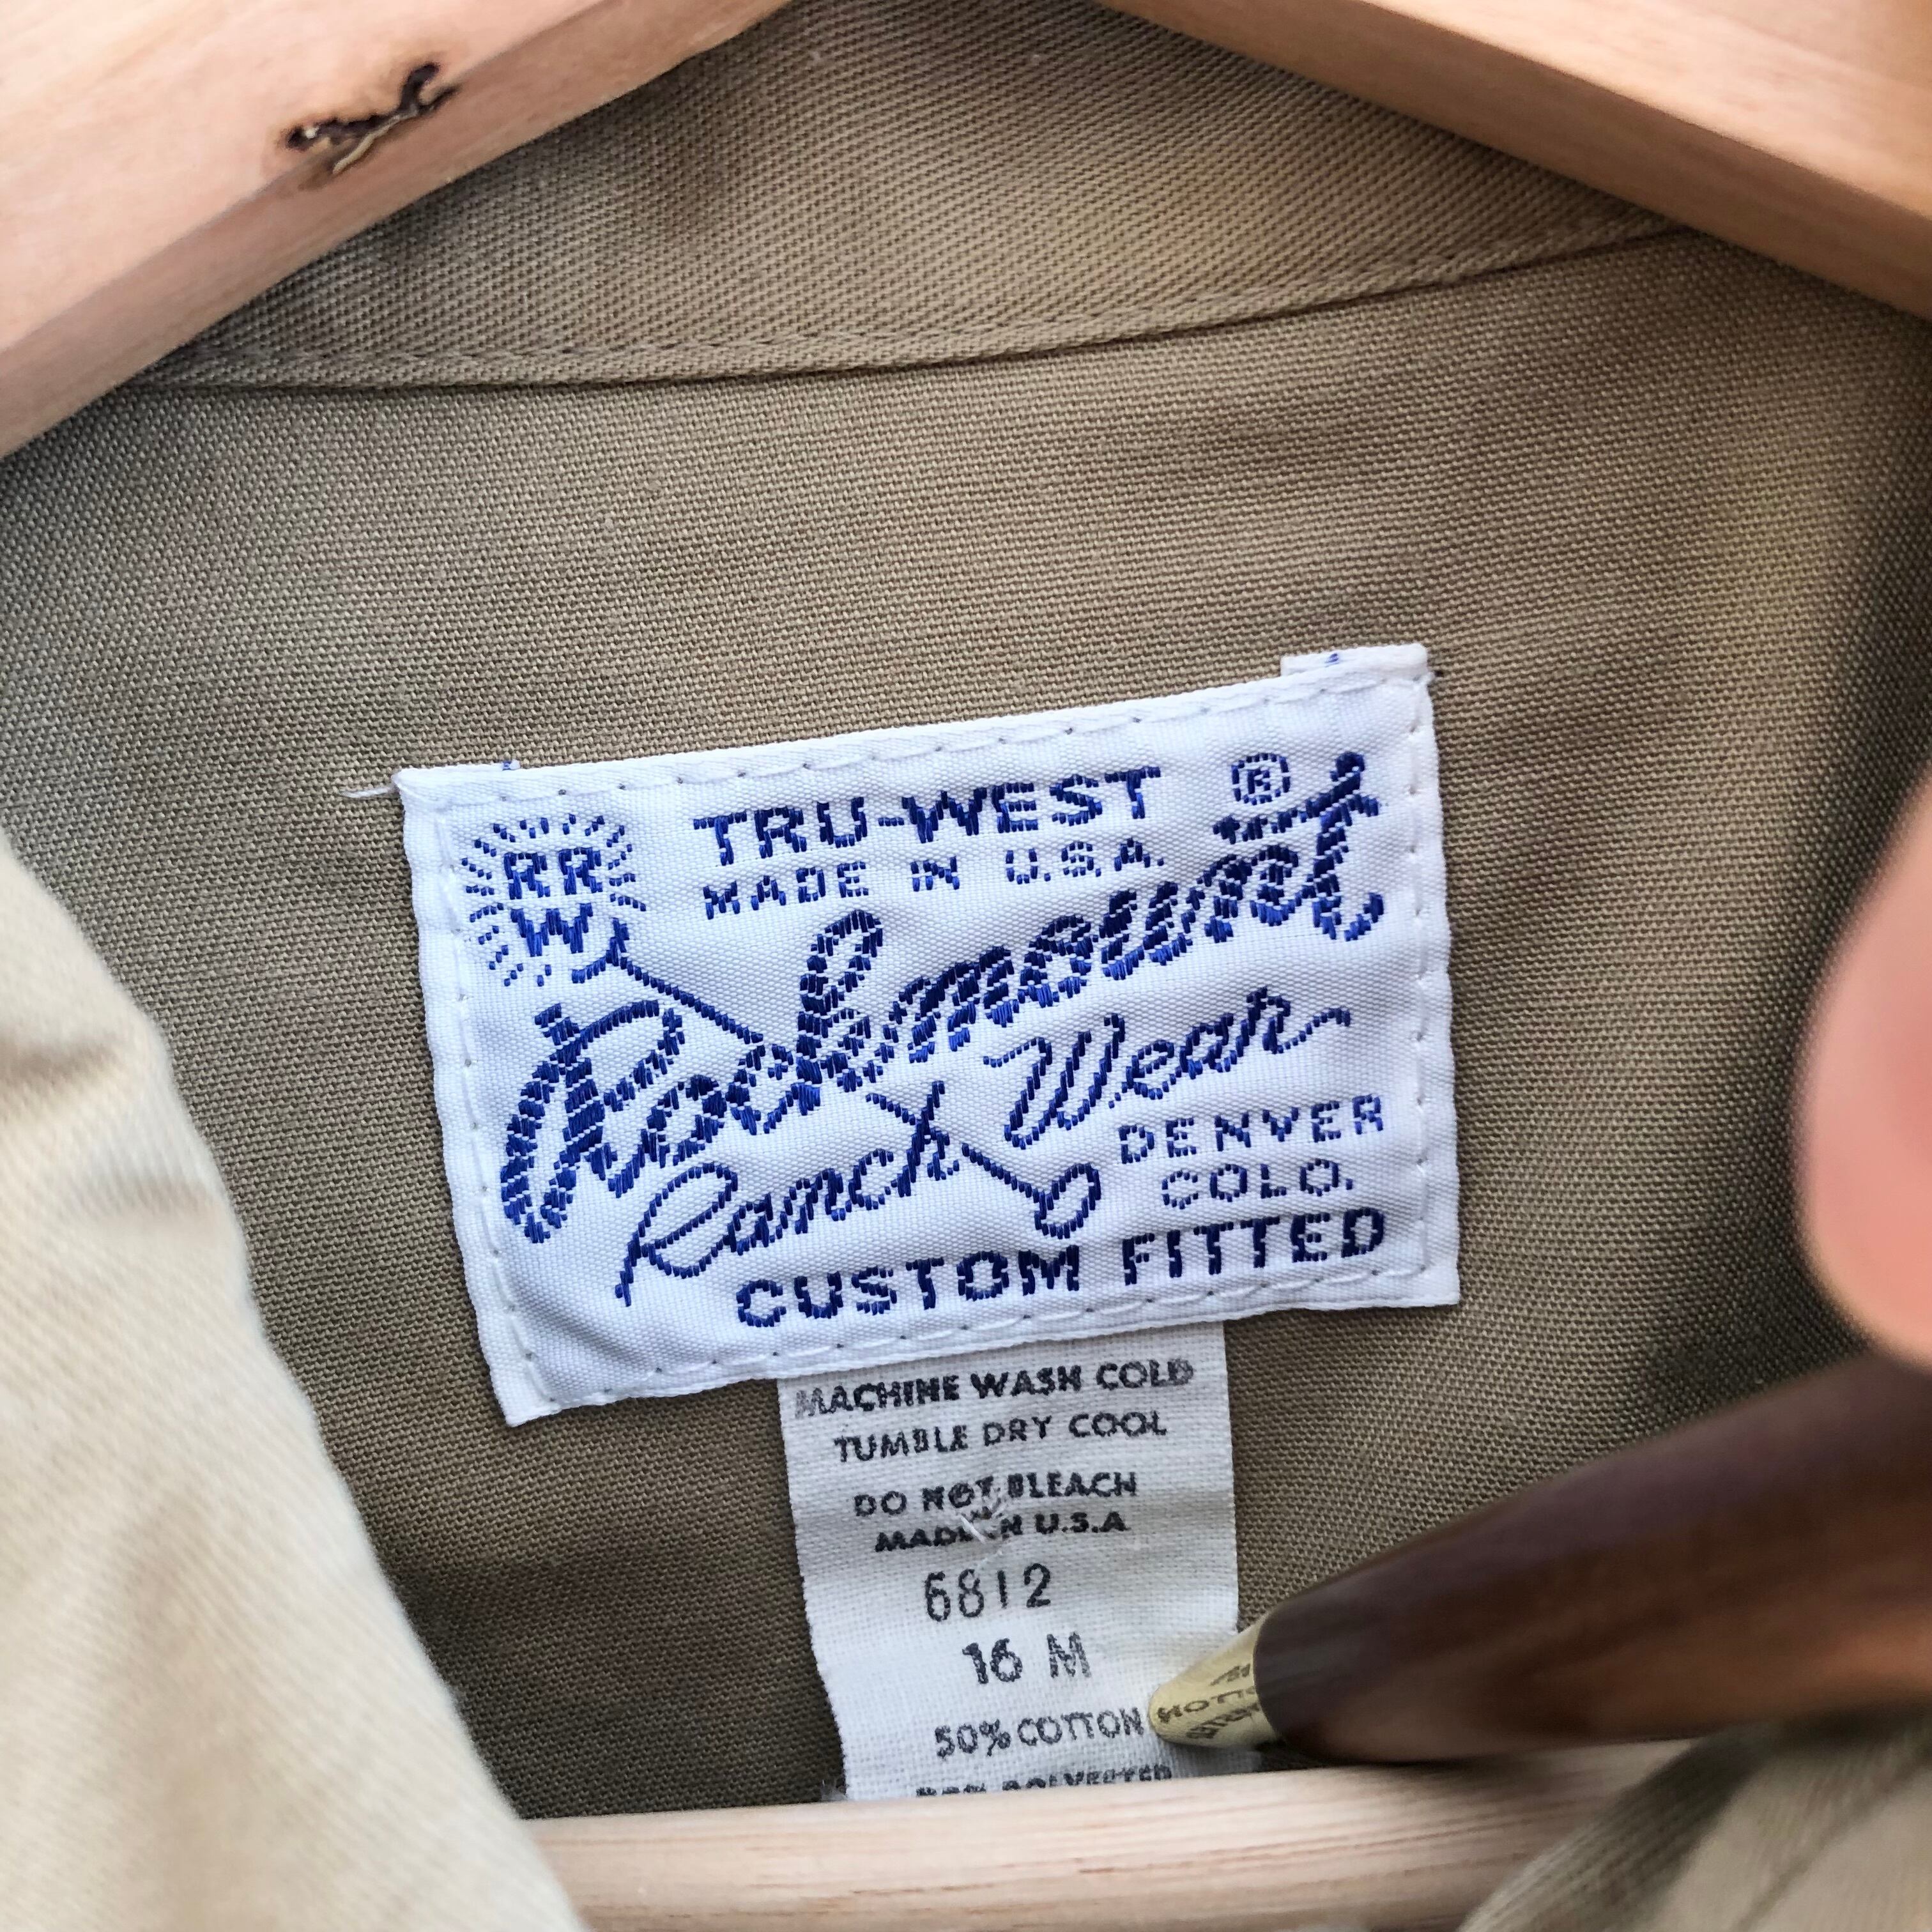 TRU-WEST ®
MADE IN U.S.A.
RR
W
Rockmount
Ranch Wear
DENVER
COLO.
CUSTOM FITTED
MACHINE WASH COLD
TUMBLE DRY COOL
DO NOT BLEACH
MADE IN U.S.A
6812
16 M
50% COTTON
POLYESTER